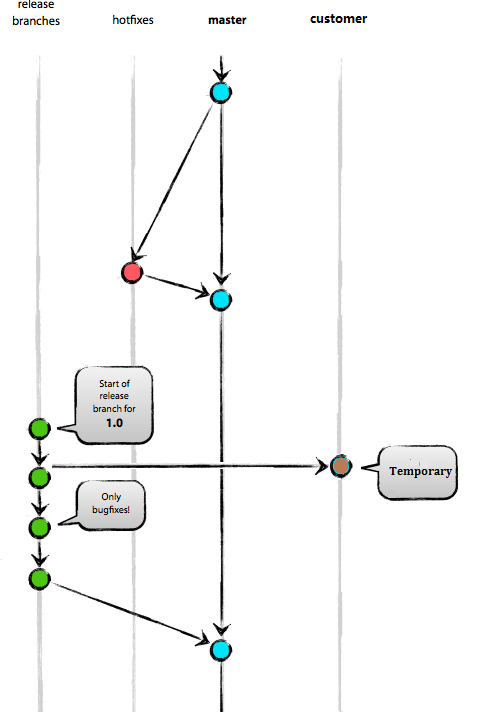 release
branches
hotfixes
master
customer
Start of
release
branch for
1.0
Temporary
Only
bugfixes!